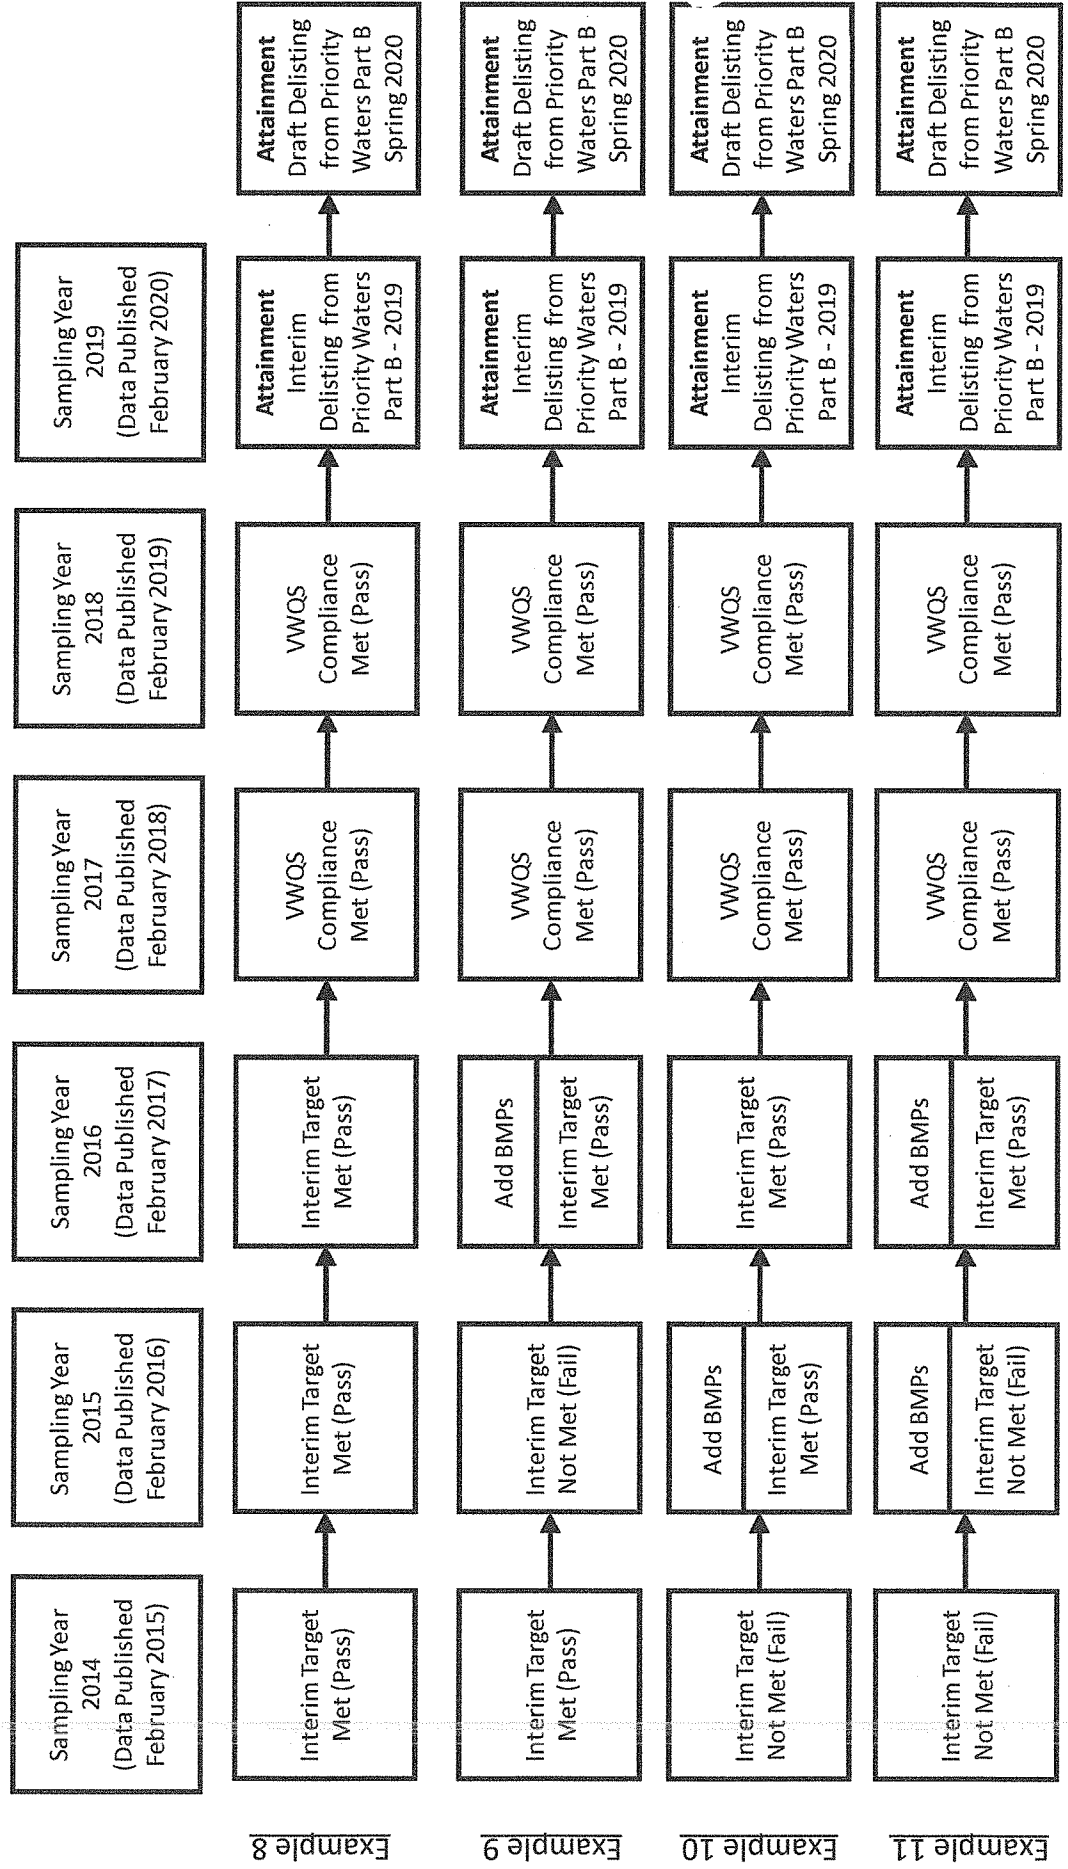 Sampling Year
2014
(Data Published
February 2015)
Sampling Year
2015
(Data Published
February 2016)
Sampling Year
2016
(Data Published
February 2017)
Sampling Year
2017
(Data Published
February 2018)
Sampling Year
2018
(Data Published
February 2019)
Sampling Year
2019
(Data Published
February 2020)
Example 8
Interim Target
Met (Pass)
Interim Target
Met (Pass)
Interim Target
Met (Pass)
VWQS
Compliance
Met (Pass)
VWQS
Compliance
Met (Pass)
Attainment
Interim
Delisting from
Priority Waters
Part B - 2019
Attainment
Draft Delisting
from Priority
Waters Part B
Spring 2020
Example 9
Interim Target
Met (Pass)
Interim Target
Not Met (Fail)
Add BMPs
Interim Target
Met (Pass)
VWQS
Compliance
Met (Pass)
VWQS
Compliance
Met (Pass)
Attainment
Interim
Delisting from
Priority Waters
Part B - 2019
Attainment
Draft Delisting
from Priority
Waters Part B
Spring 2020
Example 10
Interim Target
Not Met (Fail)
Add BMPs
Interim Target
Met (Pass)
Interim Target
Met (Pass)
VWQS
Compliance
Met (Pass)
VWQS
Compliance
Met (Pass)
Attainment
Interim
Delisting from
Priority Waters
Part B - 2019
Attainment
Draft Delisting
from Priority
Waters Part B
Spring 2020
Example 11
Interim Target
Not Met (Fail)
Add BMPs
Interim Target
Not Met (Fail)
Add BMPs
Interim Target
Met (Pass)
VWQS
Compliance
Met (Pass)
VWQS
Compliance
Met (Pass)
Attainment
Interim
Delisting from
Priority Waters
Part B - 2019
Attainment
Draft Delisting
from Priority
Waters Part B
Spring 2020